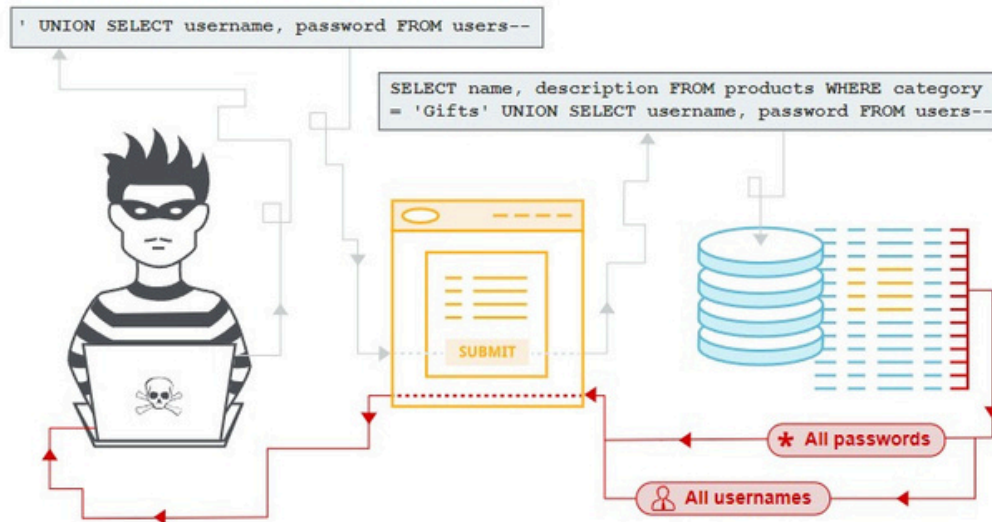 ' UNION SELECT username, password FROM users--
SELECT name, description FROM products WHERE category
= 'Gifts' UNION SELECT username, password FROM users--
SUBMIT
* All passwords
All usernames